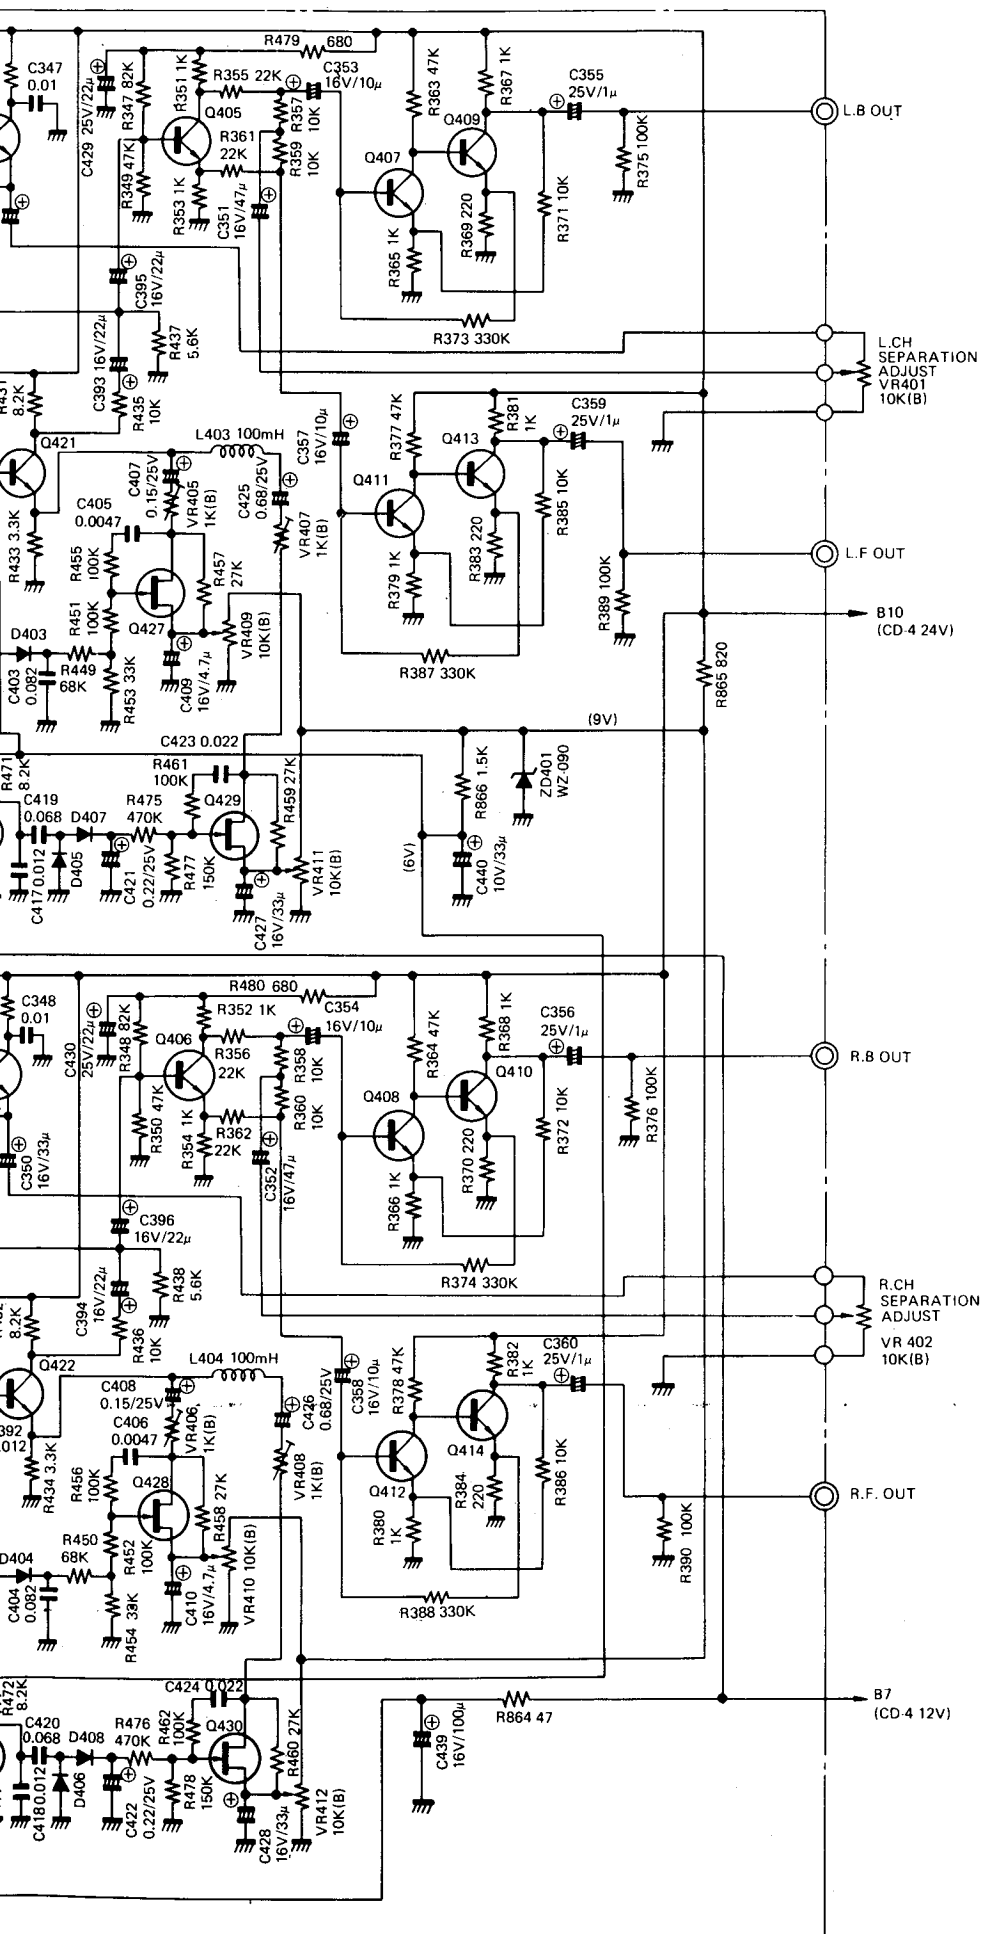 R479 680
C347
0.01
C429 25V/22µ
R347 82K
R351 1K
R355 22K
C353
16V/10µ
R357
10K
Q405
R361
22K
R359
10K
R349 47K
R353 1K
C351
16V/47µ
R363 47K
R367 1K
Q409
Q407
C355
25V/1µ
R375 100K
R371 10K
R369 220
R365 1K
R373 330K
L.B OUT
C395
16V/22µ
C393 16V/22µ
R437
5.6K
R435
10K
8.2K
Q421
L.CH
SEPARATION
ADJUST
VR401
10K(B)
L403 100mH
C407
0.15/25V
VR405
1K(B)
C425
0.68/25V
VR407
1K(B)
C357
16V/10µ
R377 47K
R381
1K
Q413
Q411
C359
25V/1µ
R385 10K
R383 220
R379 1K
R389 100K
R387 330K
L.F OUT
C405
0.0047
R433 3.3K
R455
100K
R451
100K
R457
27K
Q427
VR409
10K(B)
D403
C403
0.082
R449
68K
R453 33K
C409
16V/4.7µ
B10
(CD-4 24V)
R865 820
(9V)
C423 0.022
R471
8.2K
R461
100K
C419
0.068
D407
R475
470K
Q429
R459 27K
R866 1.5K
ZD401
WZ-090
C417 0.012
D405
C421
0.22/25V
R477
150K
C427
16V/33µ
VR411
10K(B)
(6V)
C440
10V/33µ
R480 680
C348
0.01
C430
25V/22µ
R348 82K
R352 1K
C354
16V/10µ
Q406
R356
22K
R358
10K
R360
10K
R350 47K
R354 1K
R362
22K
C350
16V/33µ
C352
16V/47µ
R364 47K
R368 1K
C356
25V/1µ
Q410
Q408
R376 100K
R372 10K
R370 220
R366 1K
R374 330K
R.B OUT
C396
16V/22µ
C394
16V/22µ
R438
5.6K
R436
10K
8.2K
Q422
R.CH
SEPARATION
ADJUST
VR 402
10K(B)
L404 100mH
C408
0.15/25V
C406
0.0047
VR406
1K(B)
C426
0.68/25V
VR408
1K(B)
C358
16V/10µ
R378 47K
R382
1K
C360
25V/1µ
Q414
Q412
R386 10K
R384
220
R380
1K
R390 100K
R388 330K
R.F. OUT
R434 3.3K
R456
100K
Q428
R458 27K
D404
R450
68K
R452
100K
C404
0.082
R454 33K
C410
16V/4.7µ
VR410 10K(B)
C424 0.022
R472
8.2K
R462
100K
C420
0.068
D408
R476
470K
Q430
R460 27K
C418 0.012
D406
C422
0.22/25V
R478
150K
C428
16V/33µ
VR412
10K(B)
C439
16V/100µ
R864 47
B7
(CD-4 12V)